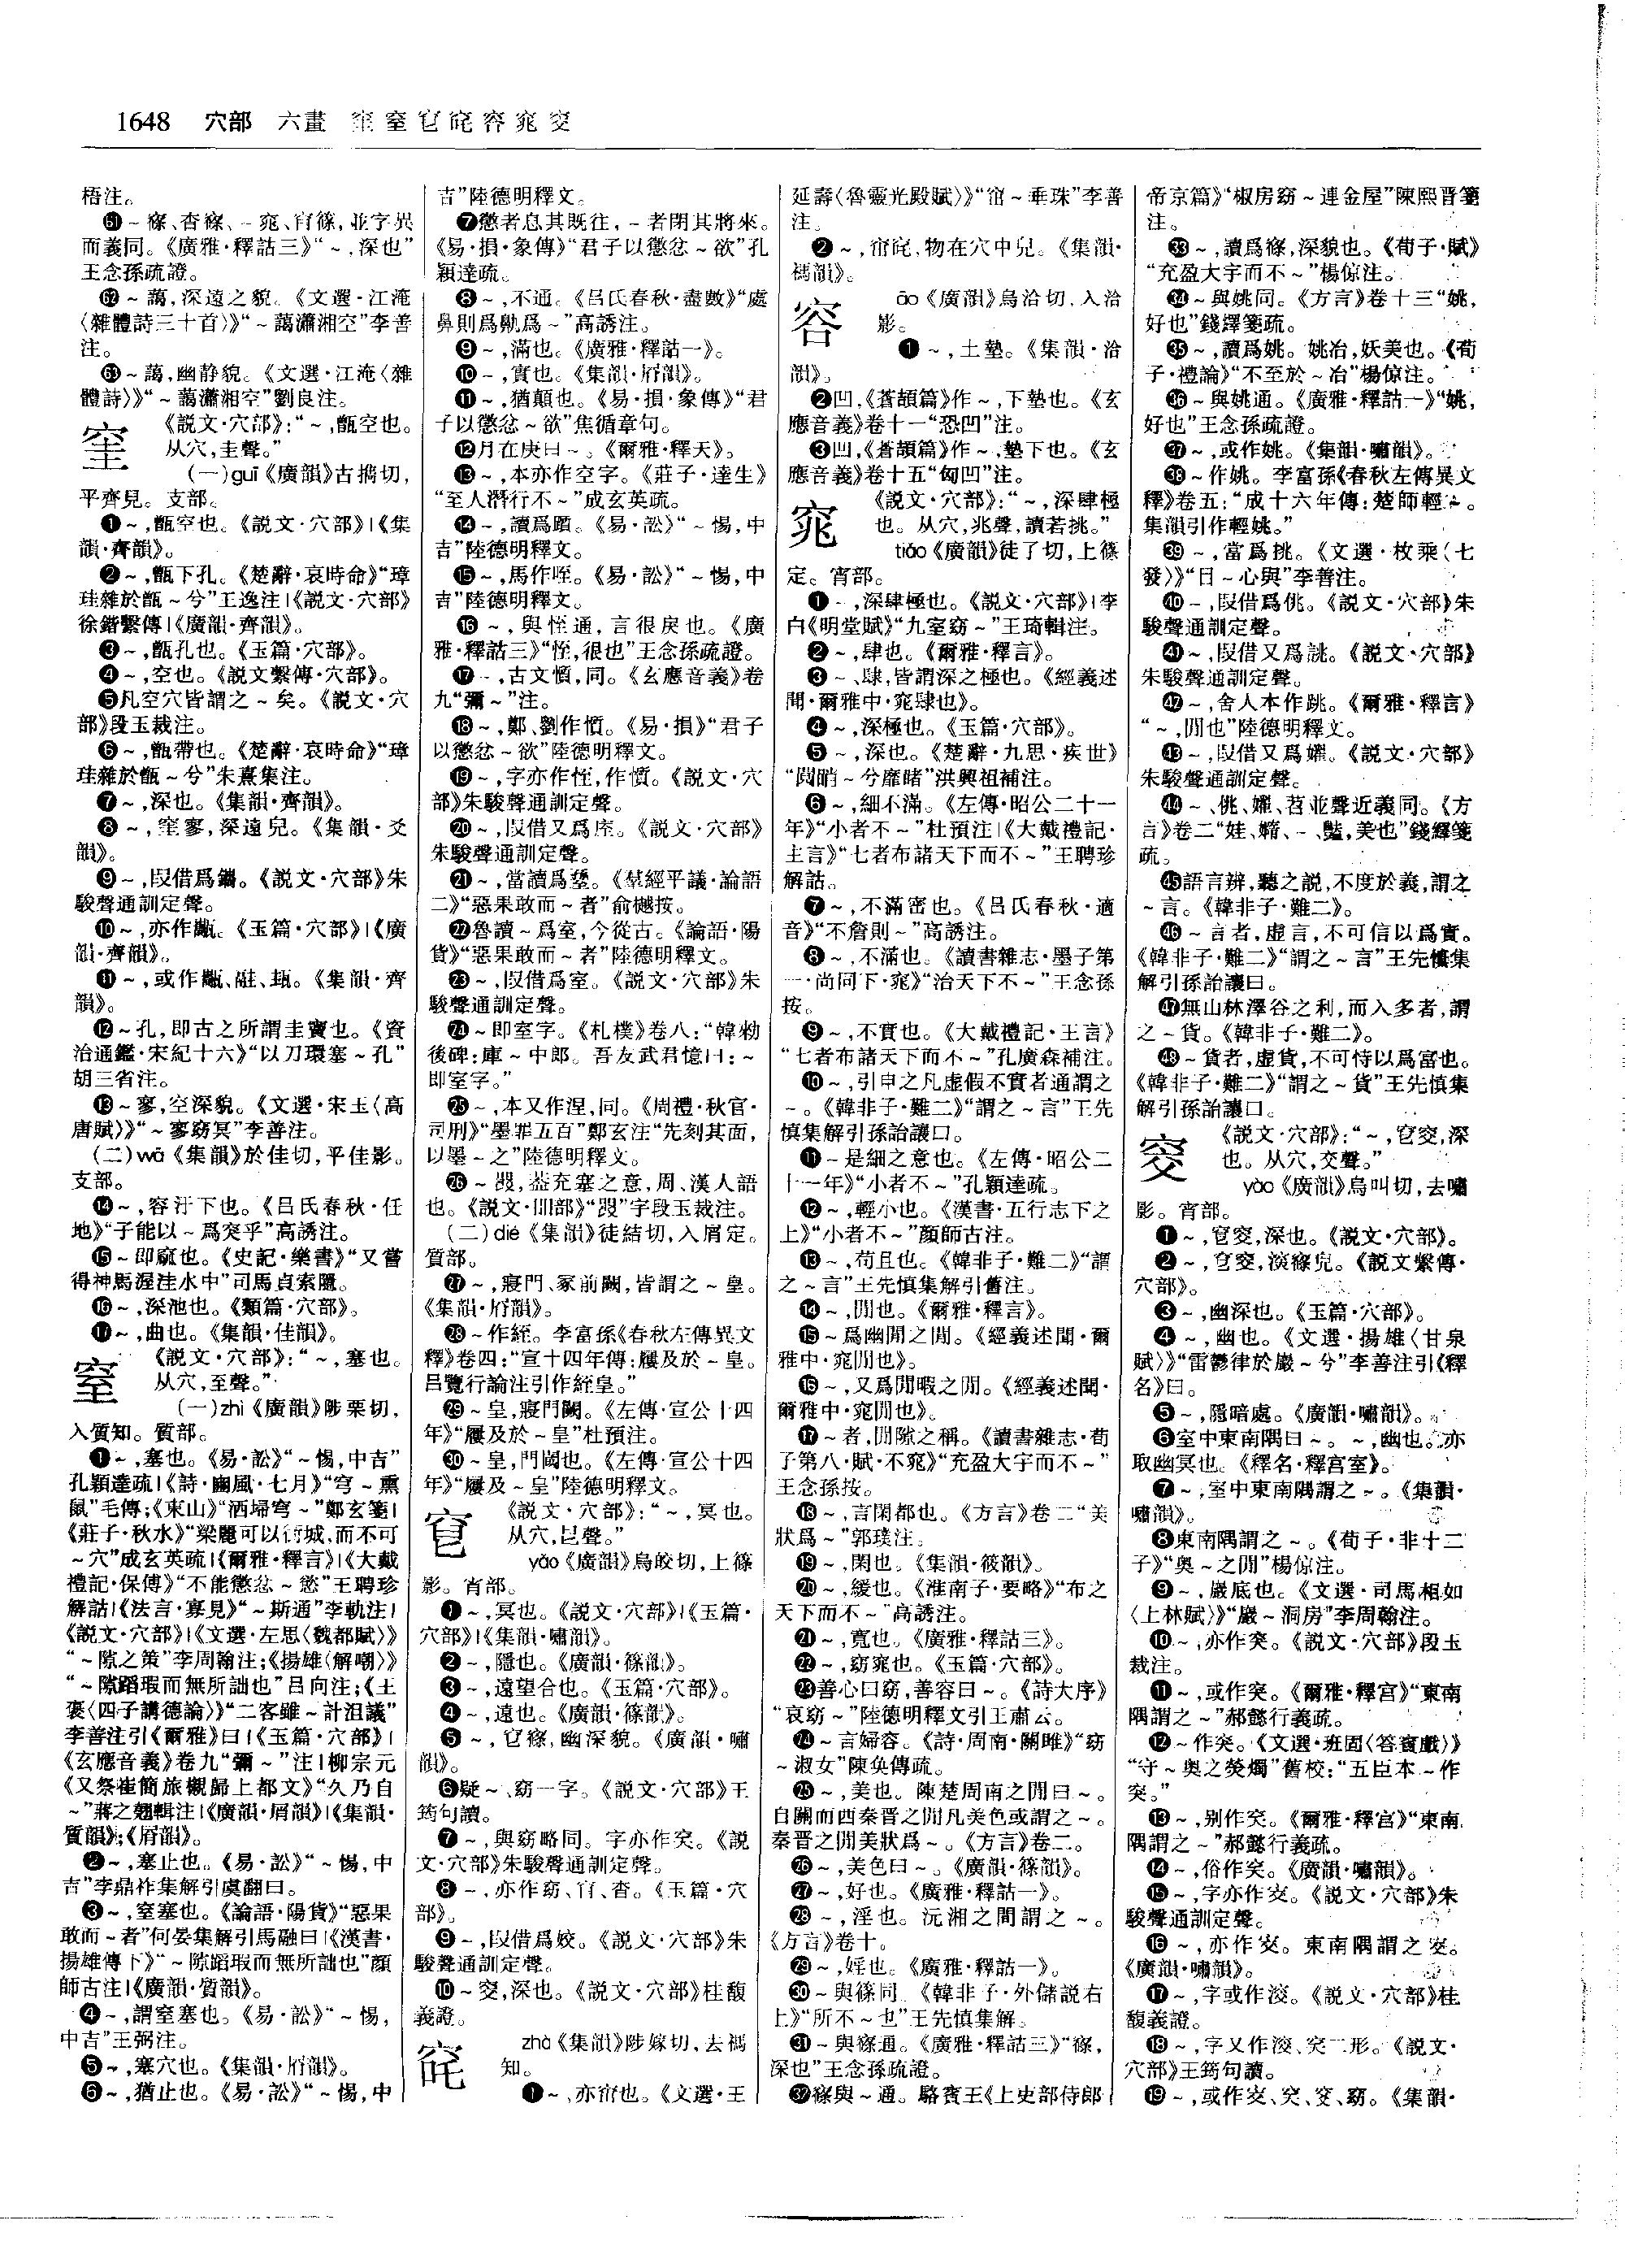 1648 穴部 六畫 窐窒窅窊窞窕窔
梧注。
㉛~窱、杳窱、~窕、窅篠,並字異
而義同。《廣雅·釋詁三》“~,深也”
王念孫疏證。
~藹,深遠之貌。《文選·江淹
〈雜體詩三十首〉》“~藹瀟湘空”李善
注。
~藹,幽静貌。《文選·江淹〈雜
體詩〉》“~藹瀟湘空”劉良注。
窐
《説文·穴部》:“~,甑空也。
从穴,圭聲。”
(一)guī《廣韻》古攜切,
平齊見。支部。
❶~,甑空也。《説文·穴部》|《集
韻·齊韻》。
❷~,甑下孔。《楚辭·哀時命》“璋
珪雜於甑~兮”王逸注|《説文·穴部》
徐鍇繫傳|《廣韻·齊韻》。
❸~,甑孔也。《玉篇·穴部》。
❹~,空也。《説文繫傳·穴部》。
❺凡空穴皆謂之~矣。《説文·穴
部》段玉裁注。
❻~,甑帶也。《楚辭·哀時命》“璋
珪雜於甑~兮”朱熹集注。
❼~,深也。《集韻·齊韻》。
❽~,窐寥,深遠皃。《集韻·爻
韻》。
❾~,叚借爲鑴。《説文·穴部》朱
駿聲通訓定聲。
❿~,亦作䰯。《玉篇·穴部》|《廣
韻·齊韻》。
⓫~,或作䰯、䂓、瓺。《集韻·齊
韻》。
⓬~孔,即古之所謂圭竇也。《資
治通鑑·宋紀十六》“以刀環塞~孔”
胡三省注。
⓭~寥,空深貌。《文選·宋玉〈高
唐賦〉》“~寥窈冥”李善注。
(二)wā《集韻》於佳切,平佳影。
支部。
⓮~,容汙下也。《吕氏春秋·任
地》“子能以~爲突乎”高誘注。
⓯~即窳也。《史記·樂書》“又嘗
得神馬渥洼水中”司馬貞索隱。
⓰~,深池也。《類篇·穴部》。
⓱~,曲也。《集韻·佳韻》。
窒
《説文·穴部》:“~,塞也。
从穴,至聲。”
(一)zhì《廣韻》陟栗切,
入質知。質部。
❶~,塞也。《易·訟》“~惕,中吉”
孔穎達疏|《詩·豳風·七月》“穹~熏
鼠”毛傳;《東山》“洒埽穹~”鄭玄箋|
《莊子·秋水》“梁麗可以衝城,而不可
~穴”成玄英疏|《爾雅·釋言》|《大戴
禮記·保傅》“不能懲忿~慾”王聘珍
解詁|《法言·寡見》“~斯通”李軌注|
《説文·穴部》|《文選·左思〈魏都賦〉》
“~隙之策”李周翰注;《揚雄〈解嘲〉》
“~隙蹈瑕而無所詘也”吕向注;《王
褒〈四子講德論〉》“二客雖~計沮議”
李善注引《爾雅》曰|《玉篇·穴部》|
《玄應音義》卷九“彌~”注|柳宗元
《又祭崔簡旅櫬歸上都文》“久乃自
~”蔣之翹輯注|《廣韻·屑韻》|《集韻·
質韻》;《屑韻》。
❷~,塞止也。《易·訟》“~惕,中
吉”李鼎祚集解引虞翻曰。
❸~,窒塞也。《論語·陽貨》“惡果
敢而~者”何晏集解引馬融曰|《漢書·
揚雄傳下》“~隙蹈瑕而無所詘也”顔
師古注|《廣韻·質韻》。
❹~,謂窒塞也。《易·訟》“~惕,
中吉”王弼注。
❺~,塞穴也。《集韻·屑韻》。
❻~,猶止也。《易·訟》“~惕,中
吉”陸德明釋文。
❼懲者息其既往,~者閉其將來。
《易·損·象傳》“君子以懲忿~欲”孔
穎達疏。
❽~,不通。《吕氏春秋·盡數》“處
鼻則爲鼽爲~”高誘注。
❾~,滿也。《廣雅·釋詁一》。
❿~,實也。《集韻·屑韻》。
⓫~,猶顛也。《易·損·象傳》“君
子以懲忿~欲”焦循章句。
⓬月在庚曰~。《爾雅·釋天》。
⓭~,本亦作空字。《莊子·達生》
“至人潛行不~”成玄英疏。
⓮~,讀爲躓。《易·訟》“~惕,中
吉”陸德明釋文。
⓯~,馬作咥。《易·訟》“~惕,中
吉”陸德明釋文。
⓰~,與恎通,言很戾也。《廣
雅·釋詁三》“恎,很也”王念孫疏證。
⓱~,古文懫,同。《玄應音義》卷
九“彌~”注。
⓲~,鄭、劉作懫。《易·損》“君子
以懲忿~欲”陸德明釋文。
⓳~,字亦作恎,作懫。《説文·穴
部》朱駿聲通訓定聲。
⓴~,叚借又爲庢。《説文·穴部》
朱駿聲通訓定聲。
㉑~,當讀爲㙷。《羣經平議·論語
二》“惡果敢而~者”俞樾按。
㉒魯讀~爲室,今從古。《論語·陽
貨》“惡果敢而~者”陸德明釋文。
㉓~,叚借爲室。《説文·穴部》朱
駿聲通訓定聲。
㉔~即室字。《札樸》卷八:“韓勑
後碑:庫~中郎。吾友武君億曰:~
即室字。”
㉕~,本又作涅,同。《周禮·秋官·
司刑》“墨罪五百”鄭玄注“先刻其面,
以墨~之”陸德明釋文。
㉖~㗊,葢充塞之意,周、漢人語
也。《説文·㗊部》“㗊”字段玉裁注。
(二)dié《集韻》徒結切,入屑定。
質部。
㉗~,寢門、冢前闕,皆謂之~皇。
《集韻·屑韻》。
㉘~作絰。李富孫《春秋左傳異文
釋》卷四:“宣十四年傳:屨及於~皇。
吕覽行論注引作絰皇。”
㉙~皇,寢門闕。《左傳·宣公十四
年》“屨及於~皇”杜預注。
㉚~皇,門闕也。《左傳·宣公十四
年》“屨及~皇”陸德明釋文。
窅
《説文·穴部》:“~,冥也。
从穴,㫐聲。”
yǎo《廣韻》烏皎切,上篠
影。宵部。
❶~,冥也。《説文·穴部》|《玉篇·
穴部》|《集韻·嘯韻》。
❷~,隱也。《廣韻·篠韻》。
❸~,遠望合也。《玉篇·穴部》。
❹~,遠也。《廣韻·篠韻》。
❺~,窅窱,幽深貌。《廣韻·嘯
韻》。
❻疑~、窈一字。《説文·穴部》王
筠句讀。
❼~,與窈略同。字亦作窔。《説
文·穴部》朱駿聲通訓定聲。
❽~,亦作窈、窅、杳。《玉篇·穴
部》。
❾~,叚借爲姣。《説文·穴部》朱
駿聲通訓定聲。
❿~窔,深也。《説文·穴部》桂馥
義證。
㝞
zhà《集韻》陟嫁切,去禡
知。
❶~,亦窋也。《文選·王
延壽〈魯靈光殿賦〉》“窋~垂珠”李善
注。
❷~,窋㝞,物在穴中皃。《集韻·
禡韻》。
容
āo《廣韻》烏洽切,入洽
影。
❶~,土墊。《集韻·洽
韻》。
❷凹,《蒼頡篇》作~,下墊也。《玄
應音義》卷十一“恐凹”注。
❸凹,《蒼頡篇》作~,墊下也。《玄
應音義》卷十五“匈凹”注。
窕
《説文·穴部》:“~,深肆極
也。从穴,兆聲,讀若挑。”
tiǎo《廣韻》徒了切,上篠
定。宵部。
❶~,深肆極也。《説文·穴部》|李
白《明堂賦》“九室窈~”王琦輯注。
❷~,肆也。《爾雅·釋言》。
❸~、肆,皆謂深之極也。《經義述
聞·爾雅中·窕肆也》。
❹~,深極也。《玉篇·穴部》。
❺~,深也。《楚辭·九思·疾世》
“闃睄~兮靡睹”洪興祖補注。
❻~,細不滿。《左傳·昭公二十一
年》“小者不~”杜預注|《大戴禮記·
主言》“七者布諸天下而不~”王聘珍
解詁。
❼~,不滿密也。《吕氏春秋·適
音》“不詹則~”高誘注。
❽~,不滿也。《讀書雜志·墨子第
一·尚同下·窕》“治天下不~”王念孫
按。
❾~,不實也。《大戴禮記·王言》
“七者布諸天下而不~”孔廣森補注。
❿~,引申之凡虚假不實者通謂之
~。《韓非子·難二》“謂之~言”王先
慎集解引孫詒讓曰。
⓫~是細之意也。《左傳·昭公二
十一年》“小者不~”孔穎達疏。
⓬~,輕小也。《漢書·五行志下之
上》“小者不~”顔師古注。
⓭~,苟且也。《韓非子·難二》“謂
之~言”王先慎集解引舊注。
⓮~,閒也。《爾雅·釋言》。
⓯~爲幽閒之閒。《經義述聞·爾
雅中·窕閒也》。
⓰~,又爲閒暇之閒。《經義述聞·
爾雅中·窕閒也》。
⓱~者,閒隙之稱。《讀書雜志·荀
子第八·賦·不窕》“充盈大宇而不~”
王念孫按。
⓲~,言閑都也。《方言》卷二“美
狀爲~”郭璞注。
⓳~,閑也。《集韻·筱韻》。
⓴~,緩也。《淮南子·要略》“布之
天下而不~”高誘注。
㉑~,寬也。《廣雅·釋詁三》。
㉒~,窈窕也。《玉篇·穴部》。
㉓善心曰窈,善容曰~。《詩大序》
“哀窈~”陸德明釋文引王肅云。
㉔~言婦容。《詩·周南·關雎》“窈
~淑女”陳奂傳疏。
㉕~,美也。陳楚周南之閒曰~。
自關而西秦晉之閒凡美色或謂之~。
秦晉之閒美狀爲~。《方言》卷二。
㉖~,美色曰~。《廣韻·篠韻》。
㉗~,好也。《廣雅·釋詁一》。
㉘~,淫也。沅湘之間謂之~。
《方言》卷十。
㉙~,婬也。《廣雅·釋詁一》。
㉚~與篠同。《韓非子·外儲説右
上》“所不~也”王先慎集解。
㉛~與窱通。《廣雅·釋詁三》“窱,
深也”王念孫疏證。
㉜窱與~通。駱賓王《上吏部侍郎
帝京篇》“椒房窈~連金屋”陳熙晉箋
注。
㉝~,讀爲窱,深貌也。《荀子·賦》
“充盈大宇而不~”楊倞注。
㉞~與姚同。《方言》卷十三“姚,
好也”錢繹箋疏。
㉟~,讀爲姚。姚冶,妖美也。《荀
子·禮論》“不至於~冶”楊倞注。
㊱~與姚通。《廣雅·釋詁一》“姚,
好也”王念孫疏證。
㊲~,或作姚。《集韻·嘯韻》。
㊳~作姚。李富孫《春秋左傳異文
釋》卷五:“成十六年傳:楚師輕~。
集韻引作輕姚。”
㊴~,當爲挑。《文選·枚乘〈七
發〉》“目~心與”李善注。
㊵~,叚借爲佻。《説文·穴部》朱
駿聲通訓定聲。
㊶~,叚借又爲誂。《説文·穴部》
朱駿聲通訓定聲。
㊷~,舍人本作跳。《爾雅·釋言》
“~,閒也”陸德明釋文。
㊸~,叚借又爲嬥。《説文·穴部》
朱駿聲通訓定聲。
㊹~、佻、嬥、苕並聲近義同。《方
言》卷二“娃、嫷、~、豔,美也”錢繹箋
疏。
㊺語言辨,聽之説,不度於義,謂之
~言。《韓非子·難二》。
㊻~言者,虚言,不可信以爲實。
《韓非子·難二》“謂之~言”王先慎集
解引孫詒讓曰。
㊼無山林澤谷之利,而入多者,謂
之~貨。《韓非子·難二》。
㊽~貨者,虚貨,不可恃以爲富也。
《韓非子·難二》“謂之~貨”王先慎集
解引孫詒讓曰。
窔
《説文·穴部》:“~,窅窔,深
也。从穴,交聲。”
yào《廣韻》烏叫切,去嘯
影。宵部。
❶~,窅窔,深也。《説文·穴部》。
❷~,窅窔,深窱皃。《説文繫傳·
穴部》。
❸~,幽深也。《玉篇·穴部》。
❹~,幽也。《文選·揚雄〈甘泉
賦〉》“雷鬱律於巖~兮”李善注引《釋
名》曰。
❺~,隱暗處。《廣韻·嘯韻》。
❻室中東南隅曰~。~,幽也。亦
取幽冥也。《釋名·釋宫室》。
❼~,室中東南隅謂之~。《集韻·
嘯韻》。
❽東南隅謂之~。《荀子·非十二
子》“奥~之閒”楊倞注。
❾~,巖底也。《文選·司馬相如
〈上林賦〉》“巖~洞房”李周翰注。
❿~,亦作突。《説文·穴部》段玉
裁注。
⓫~,或作突。《爾雅·釋宫》“東南
隅謂之~”郝懿行義疏。
⓬~作突。《文選·班固〈答賓戲〉》
“守~奥之熒燭”舊校:“五臣本~作
突。”
⓭~,别作穾。《爾雅·釋宫》“東南
隅謂之~”郝懿行義疏。
⓮~,俗作穾。《廣韻·嘯韻》。
⓯~,字亦作㝔。《説文·穴部》朱
駿聲通訓定聲。
⓰~,亦作㝔。東南隅謂之㝔。
《廣韻·嘯韻》。
⓱~,字或作湥。《説文·穴部》桂
馥義證。
⓲~,字又作湥、穾二形。《説文·
穴部》王筠句讀。
⓳~,或作㝔、穾、窔、窈。《集韻·